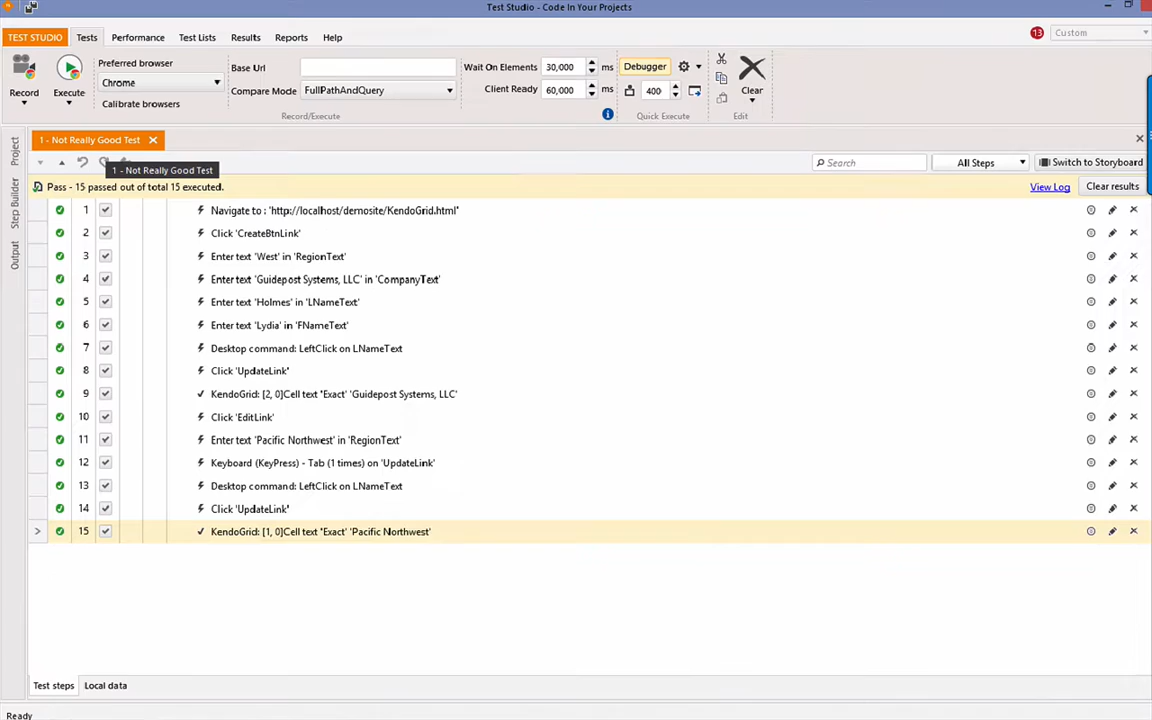 Test Studio - Code In Your Projects
TEST STUDIO Tests Performance Test Lists Results Reports Help
13 Custom
Record
Execute
Preferred browser
Chrome
Calibrate browsers
Base Url
Compare Mode FullPathAndQuery
Record/Execute
Wait On Elements 30,000 ms
Client Ready 60,000 ms
Debugger
400
Quick Execute
Clear
Edit
1 - Not Really Good Test
1 - Not Really Good Test
Search
All Steps
Switch to Storyboard
Project
Step Builder
Output
Pass - 15 passed out of total 15 executed.
View Log
Clear results
1 Navigate to : 'http://localhost/demosite/KendoGrid.html'
2 Click 'CreateBtnLink'
3 Enter text 'West' in 'RegionText'
4 Enter text 'Guidepost Systems, LLC' in 'CompanyText'
5 Enter text 'Holmes' in 'LNameText'
6 Enter text 'Lydia' in 'FNameText'
7 Desktop command: LeftClick on LNameText
8 Click 'UpdateLink'
9 KendoGrid: [2, 0]Cell text 'Exact' 'Guidepost Systems, LLC'
10 Click 'EditLink'
11 Enter text 'Pacific Northwest' in 'RegionText'
12 Keyboard (KeyPress) - Tab (1 times) on 'UpdateLink'
13 Desktop command: LeftClick on LNameText
14 Click 'UpdateLink'
15 KendoGrid: [1, 0]Cell text 'Exact' 'Pacific Northwest'
Test steps Local data
Ready